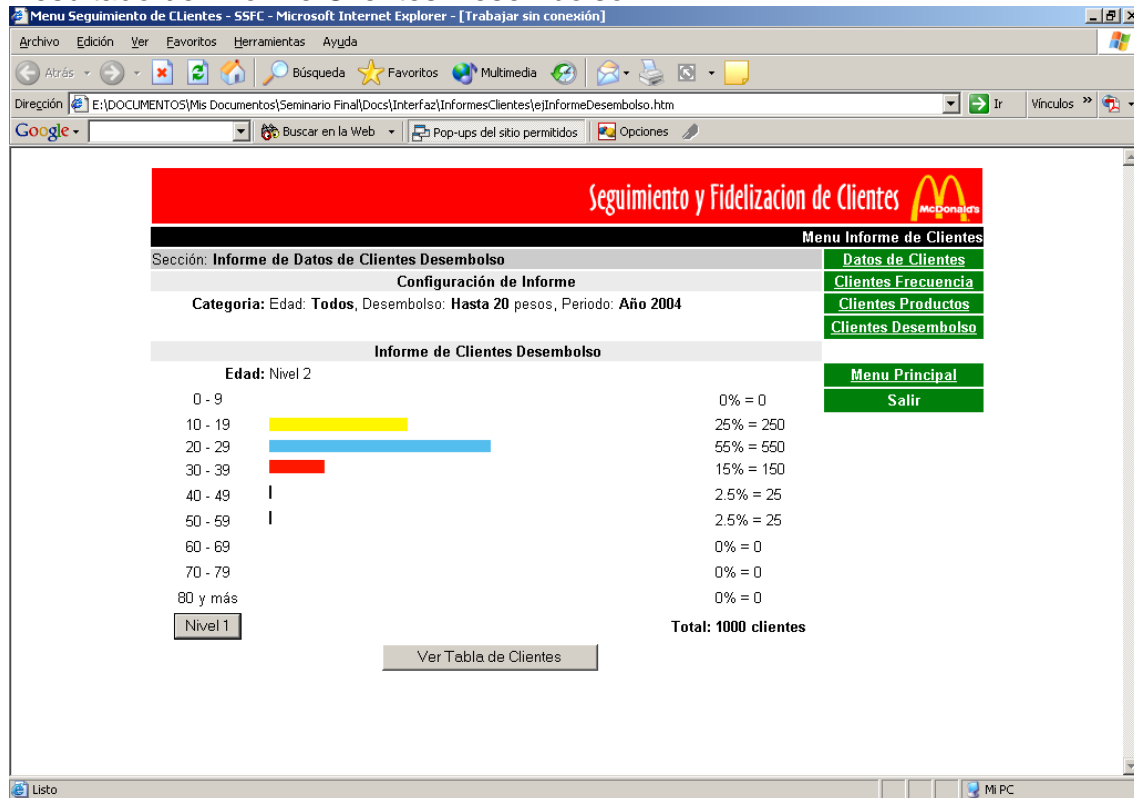 Menu Seguimiento de CLientes - SSFC - Microsoft Internet Explorer - [Trabajar sin conexión]
Archivo Edición Ver Favoritos Herramientas Ayuda
Atrás Búsqueda Favoritos Multimedia
Dirección E:\DOCUMENTOS\Mis Documentos\Seminario Final\Docs\Interfaz\InformesClientes\ejInformeDesembolso.htm Ir Vínculos »
Google Buscar en la Web Pop-ups del sitio permitidos Opciones
Seguimiento y Fidelizacion de Clientes McDonald's
Menu Informe de Clientes
Sección: Informe de Datos de Clientes Desembolso Datos de Clientes
Configuración de Informe Clientes Frecuencia
Categoria: Edad: Todos, Desembolso: Hasta 20 pesos, Periodo: Año 2004 Clientes Productos
Clientes Desembolso
Informe de Clientes Desembolso
Edad: Nivel 2 Menu Principal
0 - 9 0% = 0 Salir
10 - 19 25% = 250
20 - 29 55% = 550
30 - 39 15% = 150
40 - 49 2.5% = 25
50 - 59 2.5% = 25
60 - 69 0% = 0
70 - 79 0% = 0
80 y más 0% = 0
Nivel 1 Total: 1000 clientes
Ver Tabla de Clientes
Listo Mi PC